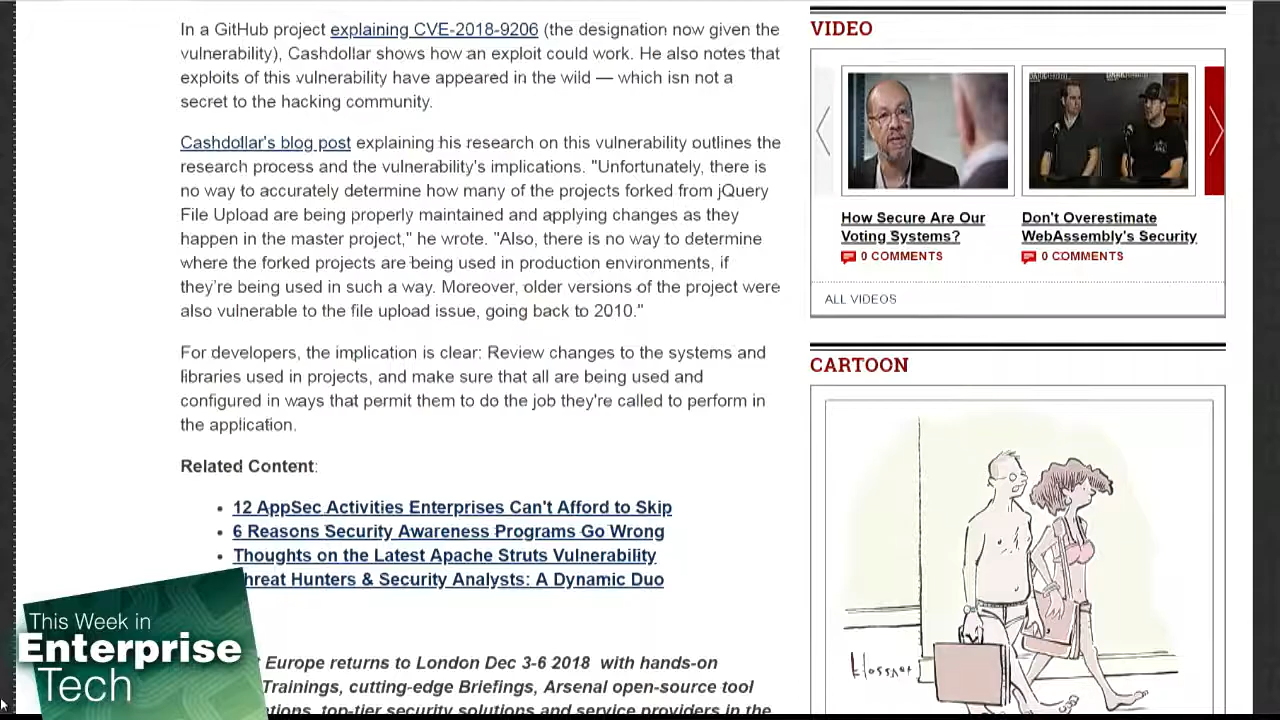 In a GitHub project explaining CVE-2018-9206 (the designation now given the
vulnerability), Cashdollar shows how an exploit could work. He also notes that
exploits of this vulnerability have appeared in the wild — which isn not a
secret to the hacking community.
Cashdollar's blog post explaining his research on this vulnerability outlines the
research process and the vulnerability's implications. "Unfortunately, there is
no way to accurately determine how many of the projects forked from jQuery
File Upload are being properly maintained and applying changes as they
happen in the master project," he wrote. "Also, there is no way to determine
where the forked projects are being used in production environments, if
they're being used in such a way. Moreover, older versions of the project were
also vulnerable to the file upload issue, going back to 2010."
For developers, the implication is clear: Review changes to the systems and
libraries used in projects, and make sure that all are being used and
configured in ways that permit them to do the job they're called to perform in
the application.
Related Content:
• 12 AppSec Activities Enterprises Can't Afford to Skip
• 6 Reasons Security Awareness Programs Go Wrong
• Thoughts on the Latest Apache Struts Vulnerability
hreat Hunters & Security Analysts: A Dynamic Duo
Europe returns to London Dec 3-6 2018 with hands-on
Trainings, cutting-edge Briefings, Arsenal open-source tool
top-tier security solutions and service providers in the
This Week in
Enterprise
Tech
VIDEO
How Secure Are Our
Voting Systems?
0 COMMENTS
Don't Overestimate
WebAssembly's Security
0 COMMENTS
ALL VIDEOS
CARTOON
klossner